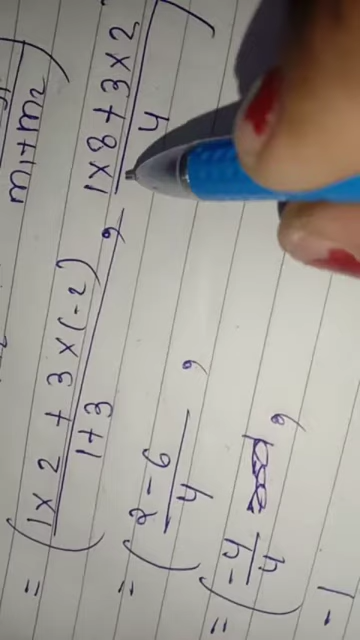 m₁+m₂ )
= ( 1×2 + 3×(-2) / 1+3 , 1×8+3×2 / 4 )
= ( 2-6 / 4 ,
= ( -4 / 4 ,
-1